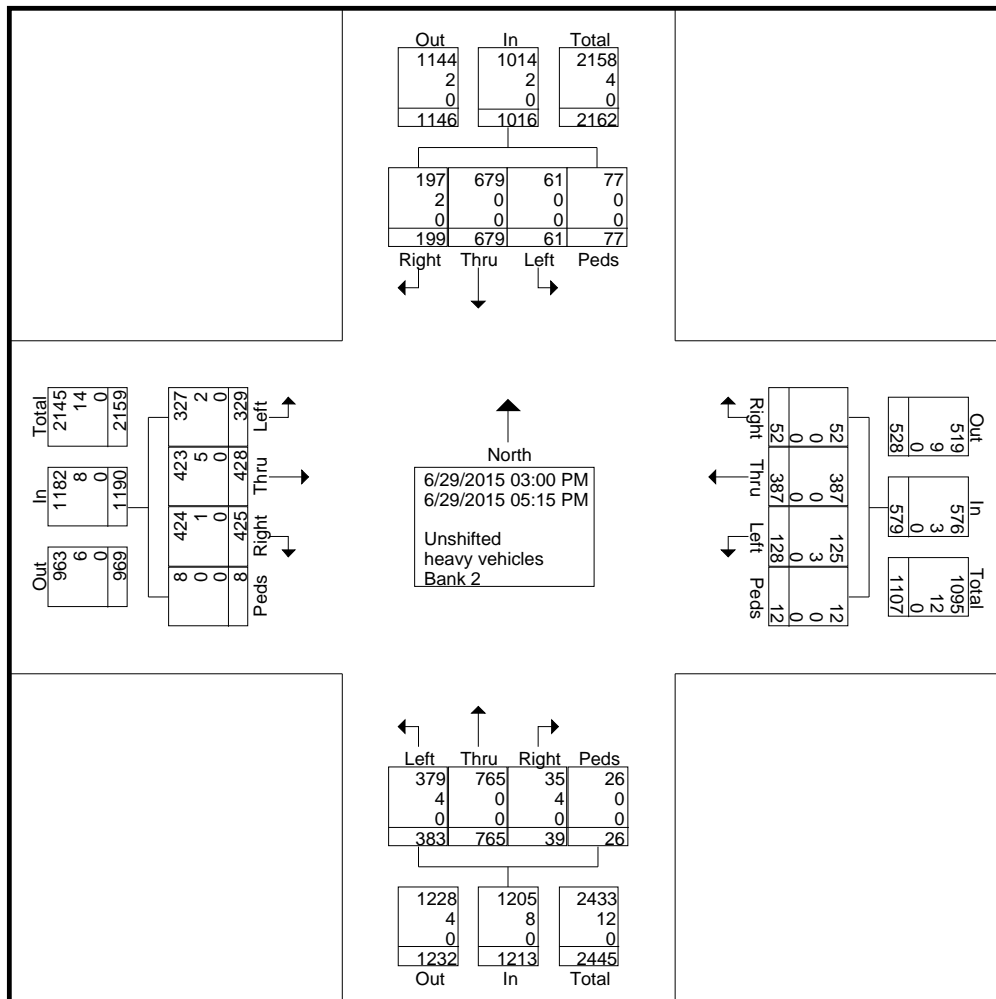 Out In Total
1144 1014 2158
2 2 4
0 0 0
1146 1016 2162
197 679 61 77
2 0 0 0
0 0 0 0
199 679 61 77
Right Thru Left Peds
Total
2145 14 0 2159
In
1182 8 0 1190
Out
963 6 0 969
327 2 0 329
Left
423 5 0 428
Thru
424 1 0 425
Right
8 0 0 8
Peds
North
6/29/2015 03:00 PM
6/29/2015 05:15 PM
Unshifted
heavy vehicles
Bank 2
Right
52 0 0 52
Thru
387 0 0 387
Left
125 3 0 128
Peds
12 0 0 12
Out
519 9 0 528
In
576 3 0 579
Total
1095 12 0 1107
Left Thru Right Peds
379 765 35 26
4 0 4 0
0 0 0 0
383 765 39 26
1228 1205 2433
4 8 12
0 0 0
1232 1213 2445
Out In Total